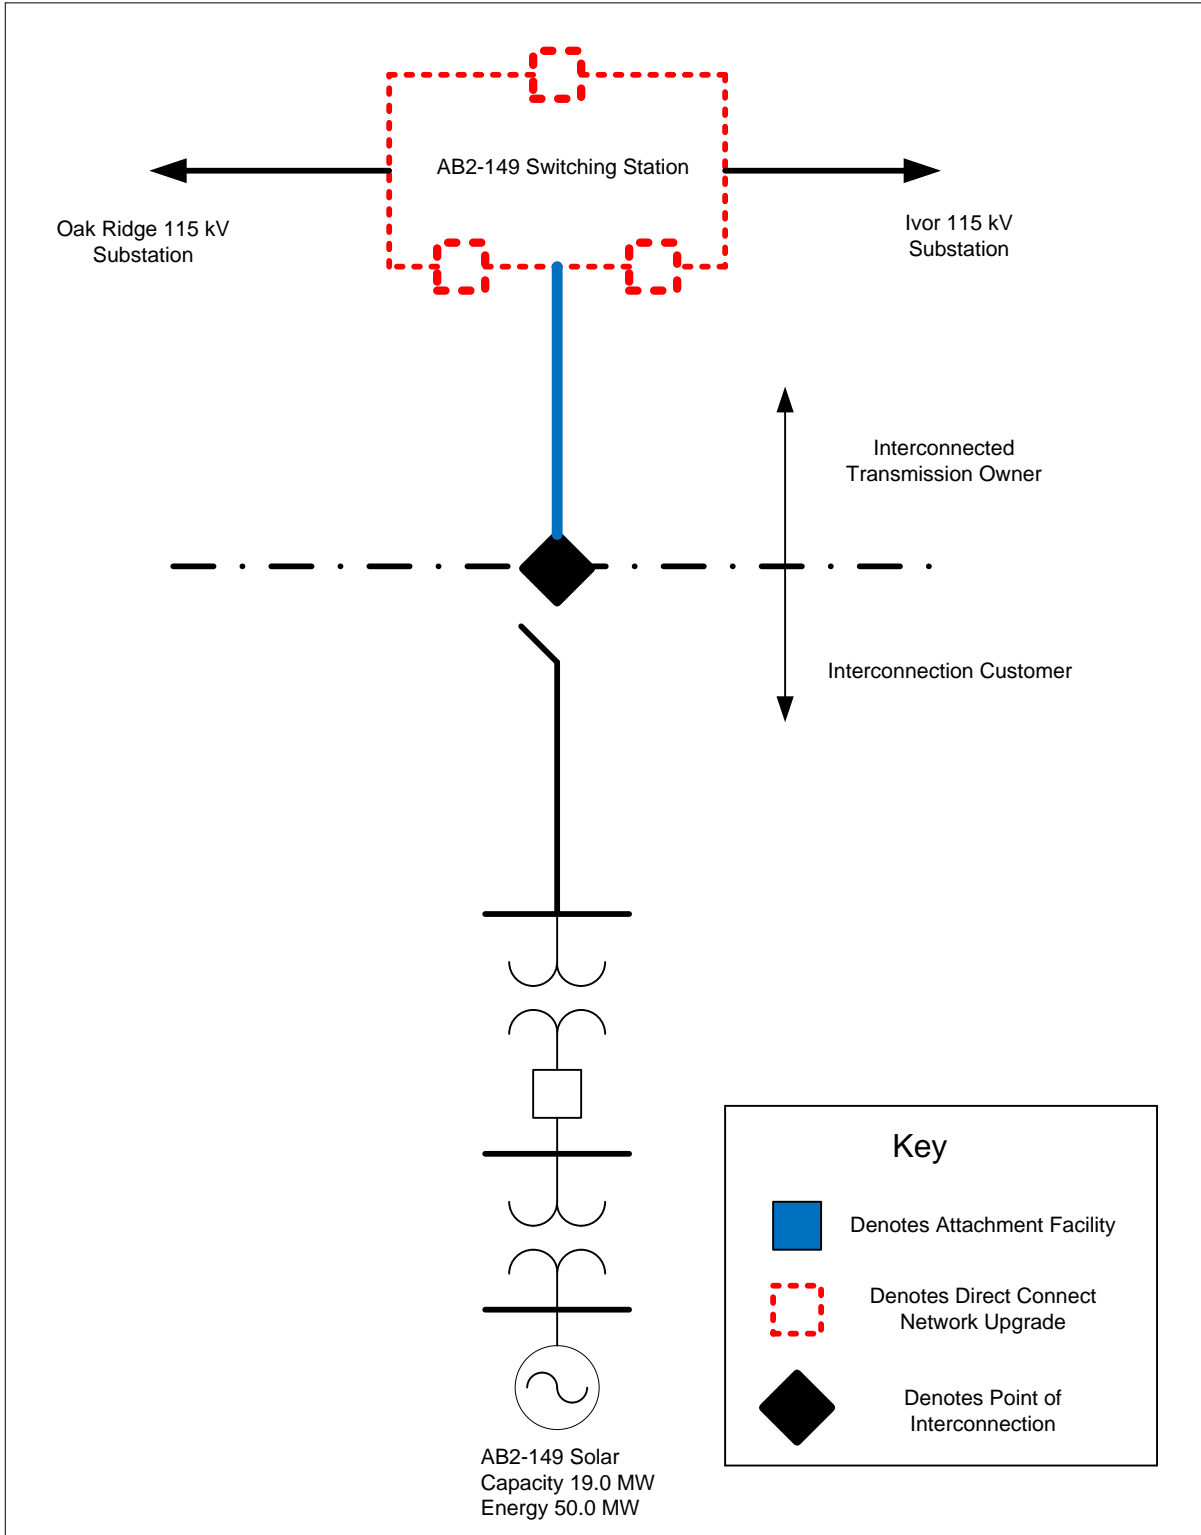 AB2-149 Switching Station
Oak Ridge 115 kV
Substation
Ivor 115 kV
Substation
Interconnected
Transmission Owner
Interconnection Customer
Key
Denotes Attachment Facility
Denotes Direct Connect
Network Upgrade
Denotes Point of
Interconnection
AB2-149 Solar
Capacity 19.0 MW
Energy 50.0 MW